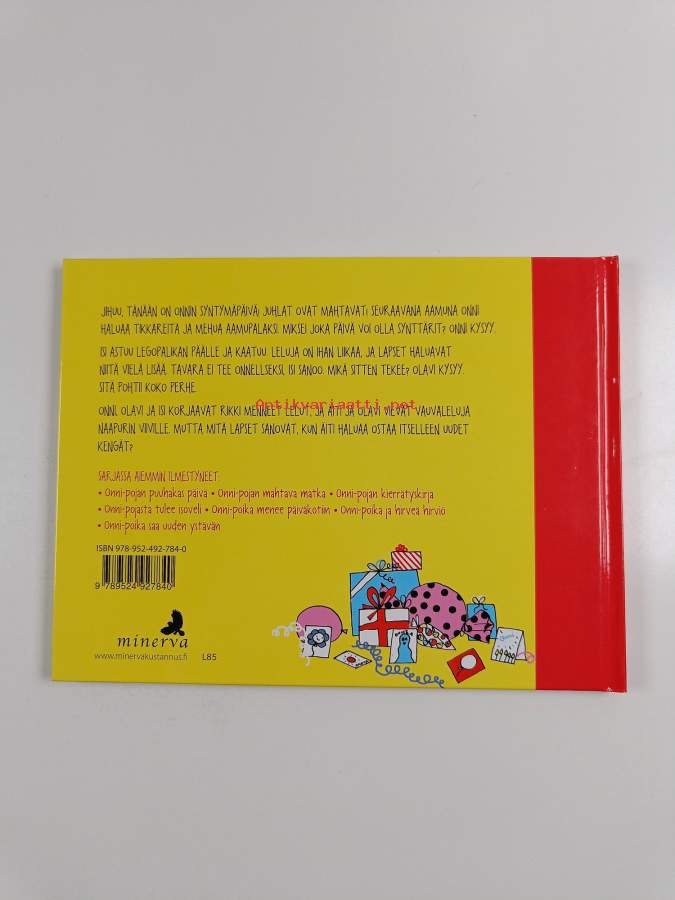 JIHUU, TÄNÄÄN ON ONNIN SYNTYMÄPÄIVÄ! JUHLAT OVAT MAHTAVAT! SEURAAVANA AAMUNA ONNI
HALUAA TIKKAREITA JA MEHUA AAMUPALAKSI. MIKSEI JOKA PÄIVÄ VOI OLLA SYNTTÄRIT? ONNI KYSYY.
ISI ASTUU LEGOPALIKAN PÄÄLLE JA KAATUU. LELUJA ON IHAN LIIKAA, JA LAPSET HALUAVAT
NIITÄ VIELÄ LISÄÄ. TAVARA EI TEE ONNELLSEKSI, ISI SANOO. MIKÄ SITTEN TEKEE? OLAVI KYSYY.
SITÄ POHTII KOKO PERHE.
Antikvariaatti.net
ONNI, OLAVI JA ISI KORJAAVAT RIKKI MENNEET LELUT, JA ÄITI JA OLAVI VIEVÄT VAUVALELUJA
NAAPURIN VIIVILLE. MUTTA MITÄ LAPSET SANOVAT, KUN ÄITI HALUAA OSTAA ITSELLEEN UUDET
KENGÄT?
SARJASSA AIEMMIN ILMESTYNEET:
• Onni-pojan puuhakas päivä • Onni-pojan mahtava matka • Onni-pojan kierrätyskirja
• Onni-pojasta tulee isoveli • Onni-poika menee päiväkotiin • Onni-poika ja hirveä hirviö
• Onni-poika saa uuden ystävän
ISBN 978-952-492-784-0
9 789524 927840
minerva
www.minervakustannus.fi L85